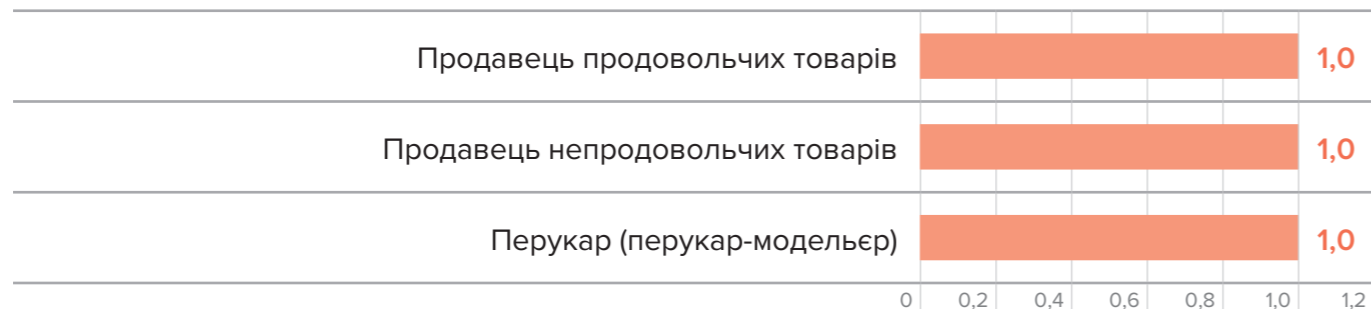 Продавець продовольчих товарів 1,0
Продавець непродовольчих товарів 1,0
Перукар (перукар-модельєр) 1,0
0 0,2 0,4 0,6 0,8 1,0 1,2